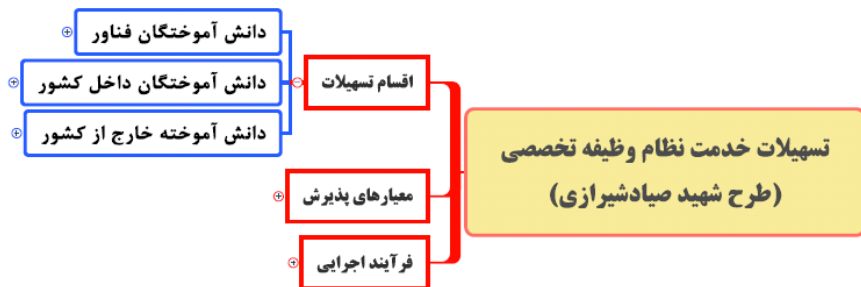 تسهیلات خدمت نظام وظیفه تخصصی
(طرح شهید صیادشیرازی)
اقسام تسهیلات
دانش آموختگان فناور
دانش آموختگان داخل کشور
دانش آموخته خارج از کشور
معیارهای پذیرش
فرآیند اجرایی